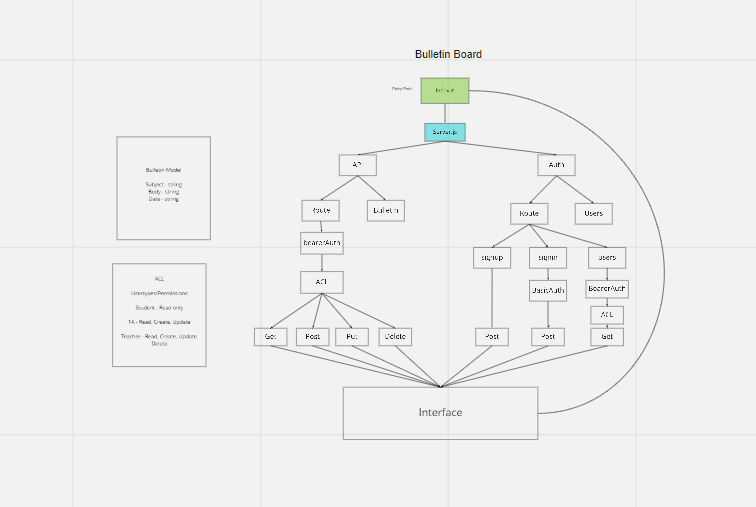 Bulletin Board
Entry Point
Index.js
Server.js
API
Auth
Bulletin Model
Subject - string
Body - string
Date - string
Route
Bulletin
Route
Users
bearerAuth
signup
signin
users
ACL
Usertypes/Permissions
Student - Read only
TA - Read, Create, Update
Teacher - Read, Create, Update,
Delete
ACL
BasicAuth
BearerAuth
ACL
Get
Post
Put
Delete
Post
Post
Get
Interface